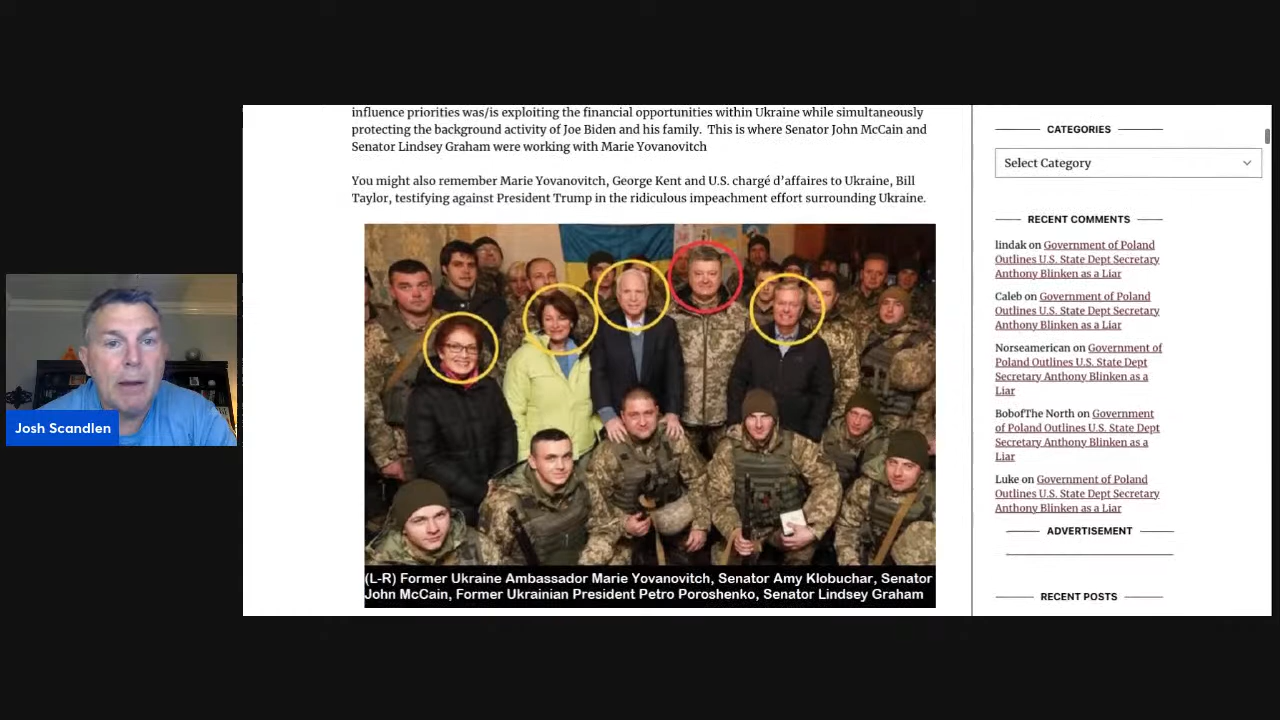 influence priorities was/is exploiting the financial opportunities within Ukraine while simultaneously
protecting the background activity of Joe Biden and his family.  This is where Senator John McCain and
Senator Lindsey Graham were working with Marie Yovanovitch
You might also remember Marie Yovanovitch, George Kent and U.S. chargé d’affaires to Ukraine, Bill
Taylor, testifying against President Trump in the ridiculous impeachment effort surrounding Ukraine.
(L-R) Former Ukraine Ambassador Marie Yovanovitch, Senator Amy Klobuchar, Senator
John McCain, Former Ukrainian President Petro Poroshenko, Senator Lindsey Graham
Josh Scandlen
CATEGORIES
Select Category
RECENT COMMENTS
lindak on Government of Poland
Outlines U.S. State Dept Secretary
Anthony Blinken as a Liar
Caleb on Government of Poland
Outlines U.S. State Dept Secretary
Anthony Blinken as a Liar
Norseamerican on Government of
Poland Outlines U.S. State Dept
Secretary Anthony Blinken as a
Liar
BobofThe North on Government
of Poland Outlines U.S. State Dept
Secretary Anthony Blinken as a
Liar
Luke on Government of Poland
Outlines U.S. State Dept Secretary
Anthony Blinken as a Liar
ADVERTISEMENT
RECENT POSTS